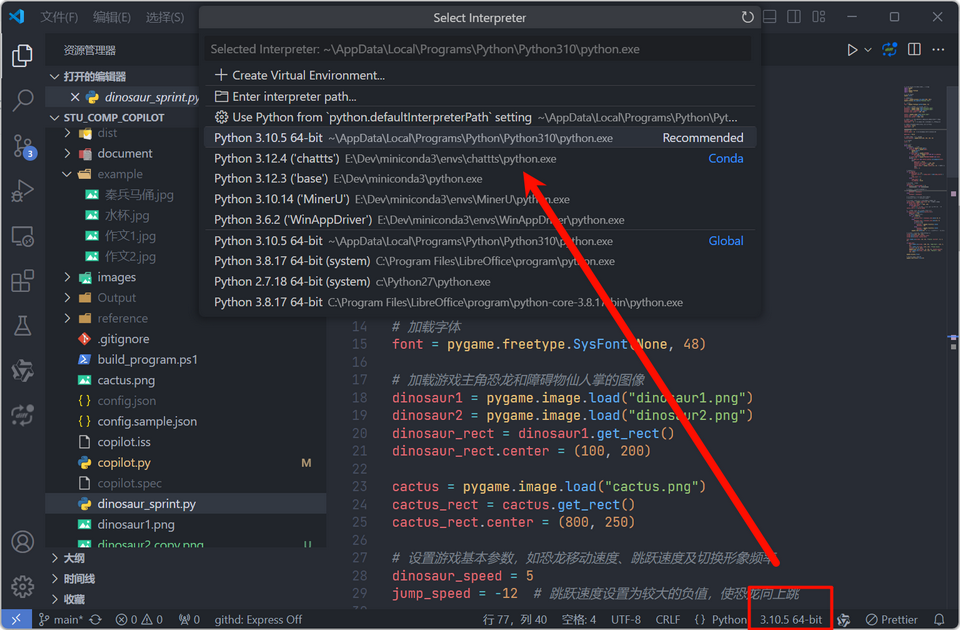 文件(F) 编辑(E) 选择(S)
Select Interpreter
Selected Interpreter: ~\AppData\Local\Programs\Python\Python310\python.exe
Create Virtual Environment...
Enter interpreter path...
Use Python from `python.defaultInterpreterPath` setting ~\AppData\Local\Programs\Python\Pyt...
Python 3.10.5 64-bit ~\AppData\Local\Programs\Python\Python310\python.exe Recommended
Python 3.12.4 ('chattts') E:\Dev\miniconda3\envs\chattts\python.exe Conda
Python 3.12.3 ('base') E:\Dev\miniconda3\python.exe
Python 3.10.14 ('MinerU') E:\Dev\miniconda3\envs\MinerU\python.exe
Python 3.6.2 ('WinAppDriver') E:\Dev\miniconda3\envs\WinAppDriver\python.exe
Python 3.10.5 64-bit ~\AppData\Local\Programs\Python\Python310\python.exe Global
Python 3.8.17 64-bit (system) C:\Program Files\LibreOffice\program\python.exe
Python 2.7.18 64-bit (system) c:\Python27\python.exe
Python 3.8.17 64-bit C:\Program Files\LibreOffice\program\python-core-3.8.17\bin\python.exe
资源管理器
打开的编辑器
dinosaur_sprint.py
STU_COMP_COPILOT
dist
document
example
秦兵马俑.jpg
水杯.jpg
作文1.jpg
作文2.jpg
images
Output
reference
.gitignore
build_program.ps1
cactus.png
config.json
config.sample.json
copilot.iss
copilot.py M
copilot.spec
dinosaur_sprint.py
dinosaur1.png
dinosaur2 copy.png U
大纲
时间线
收藏
3
14 # 加载字体
15 font = pygame.freetype.SysFont(None, 48)
16
17 # 加载游戏主角恐龙和障碍物仙人掌的图像
18 dinosaur1 = pygame.image.load("dinosaur1.png")
19 dinosaur2 = pygame.image.load("dinosaur2.png")
20 dinosaur_rect = dinosaur1.get_rect()
21 dinosaur_rect.center = (100, 200)
22
23 cactus = pygame.image.load("cactus.png")
24 cactus_rect = cactus.get_rect()
25 cactus_rect.center = (800, 250)
26
27 # 设置游戏基本参数，如恐龙移动速度、跳跃速度及切换形象频率
28 dinosaur_speed = 5
29 jump_speed = -12 # 跳跃速度设置为较大的负值，使恐龙向上跳
main* 0 0 0 githd: Express Off 行 77，列 40 空格: 4 UTF-8 CRLF {} Python 3.10.5 64-bit Prettier